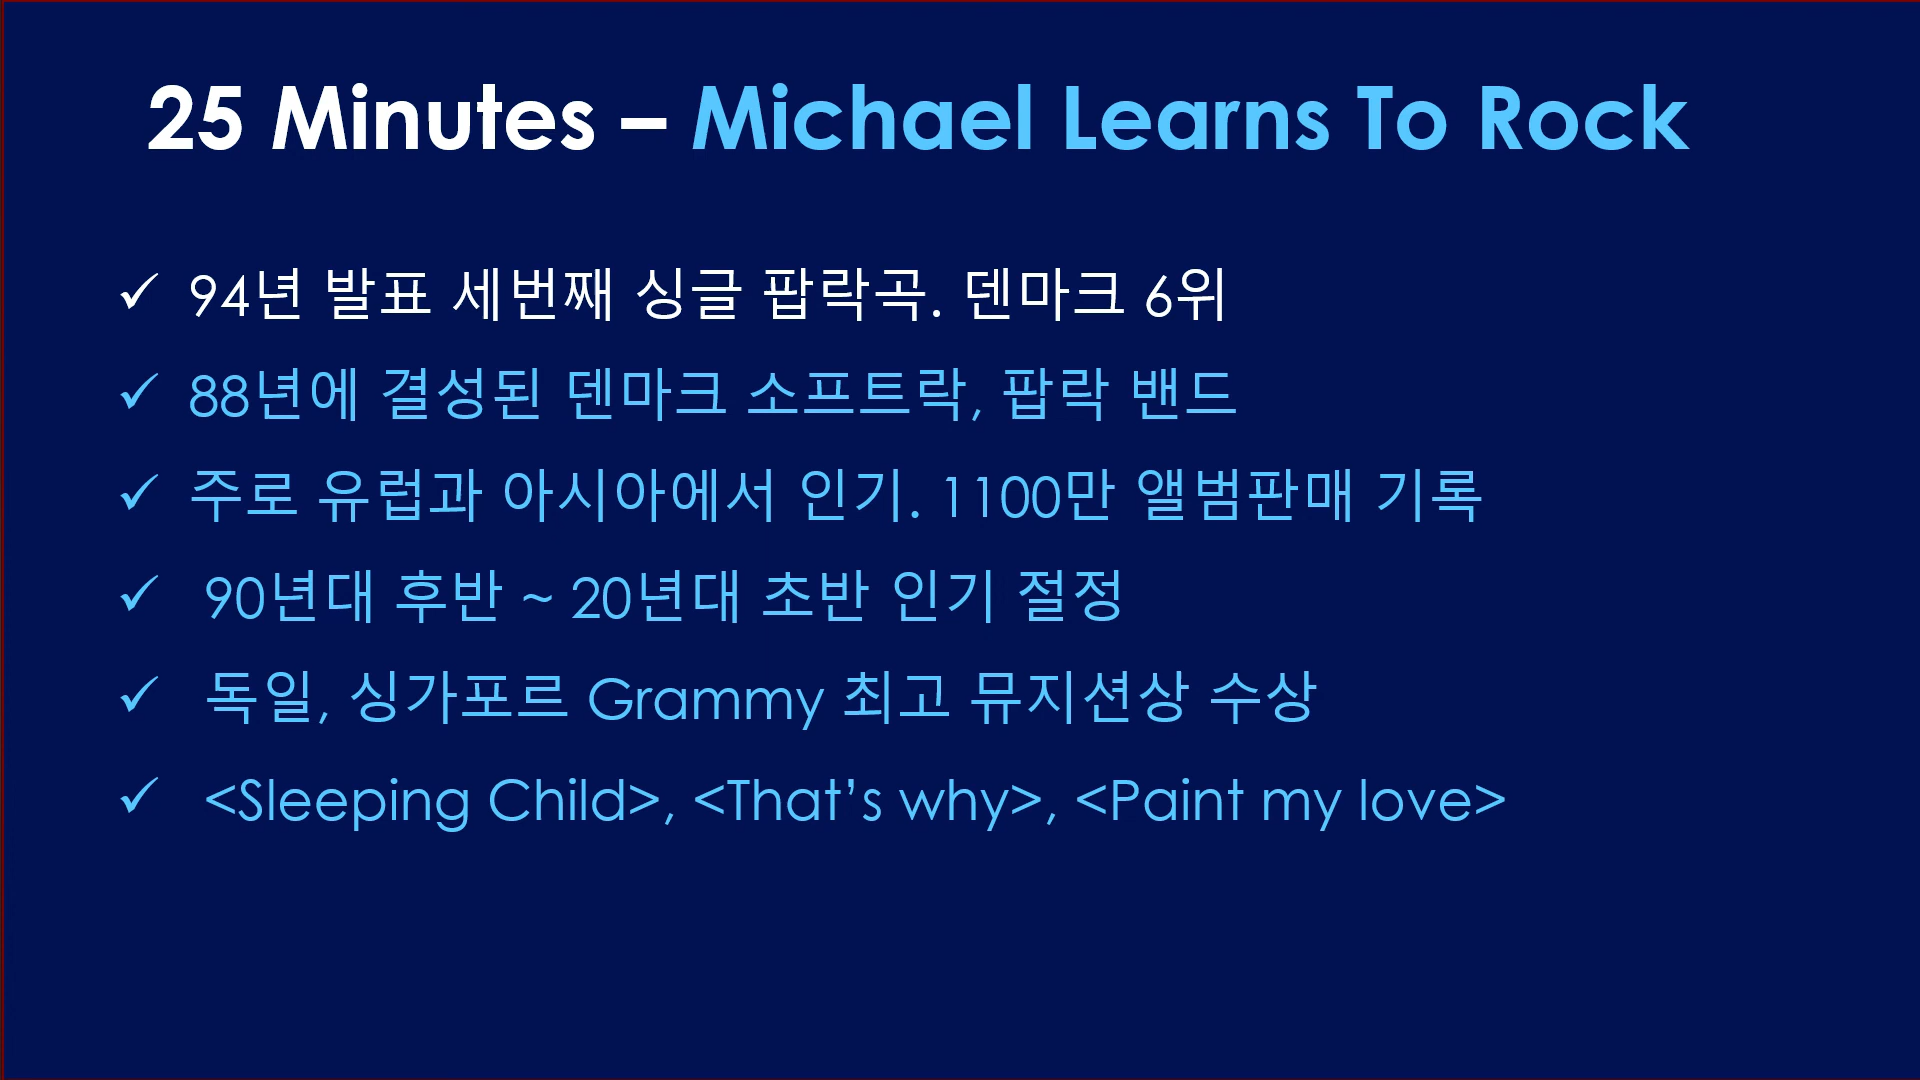 25 Minutes – Michael Learns To Rock
✓ 94년 발표 세번째 싱글 팝락곡. 덴마크 6위
✓ 88년에 결성된 덴마크 소프트락, 팝락 밴드
✓ 주로 유럽과 아시아에서 인기. 1100만 앨범판매 기록
✓ 90년대 후반 ~ 20년대 초반 인기 절정
✓ 독일, 싱가포르 Grammy 최고 뮤지션상 수상
✓ <Sleeping Child>, <That’s why>, <Paint my love>